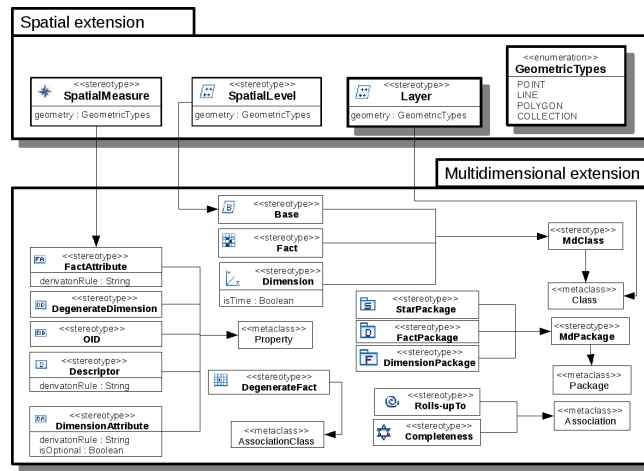 Spatial extension
<<stereotype>>
SpatialMeasure
geometry : GeometricTypes
<<stereotype>>
SpatialLevel
geometry : GeometricTypes
<<stereotype>>
Layer
geometry : GeometricTypes
<<enumeration>>
GeometricTypes
POINT
LINE
POLYGON
COLLECTION
Multidimensional extension
<<stereotype>>
FactAttribute
derivatonRule : String
<<stereotype>>
DegenerateDimension
<<stereotype>>
OID
<<stereotype>>
Descriptor
derivatonRule : String
<<stereotype>>
DimensionAttribute
derivatonRule : String
isOptional : Boolean
<<stereotype>>
Base
<<stereotype>>
Fact
<<stereotype>>
Dimension
isTime : Boolean
<<metaclass>>
Property
<<stereotype>>
DegenerateFact
<<metaclass>>
AssociationClass
<<stereotype>>
StarPackage
<<stereotype>>
FactPackage
<<stereotype>>
DimensionPackage
<<stereotype>>
Rolls-upTo
<<stereotype>>
Completeness
<<stereotype>>
MdClass
<<metaclass>>
Class
<<stereotype>>
MdPackage
<<metaclass>>
Package
<<metaclass>>
Association